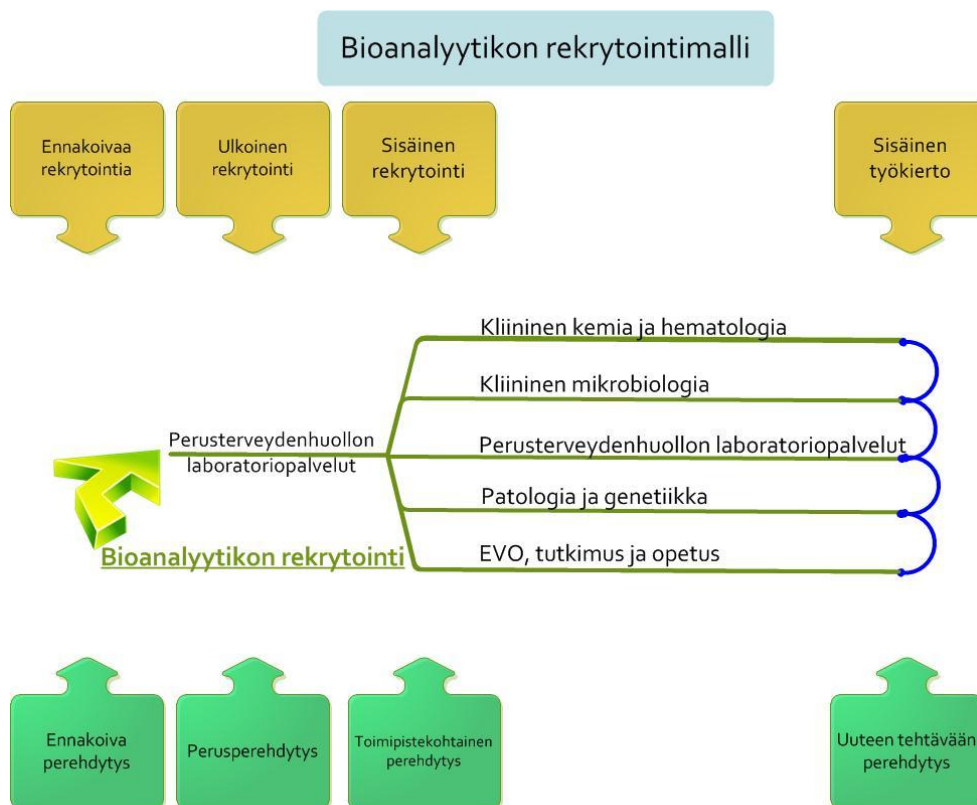 Bioanalyytikon rekrytointimalli
Ennakoivaa
rekrytointia
Ulkoinen
rekrytointi
Sisäinen
rekrytointi
Sisäinen
työkierto
Kliininen kemia ja hematologia
Kliininen mikrobiologia
Perusterveydenhuollon
laboratoriopalvelut
Perusterveydenhuollon laboratoriopalvelut
Patologia ja genetiikka
EVO, tutkimus ja opetus
Bioanalyytikon rekrytointi
Ennakoiva
perehdytys
Perusperehdytys
Toimipistekohtainen
perehdytys
Uuteen tehtävään
perehdytys